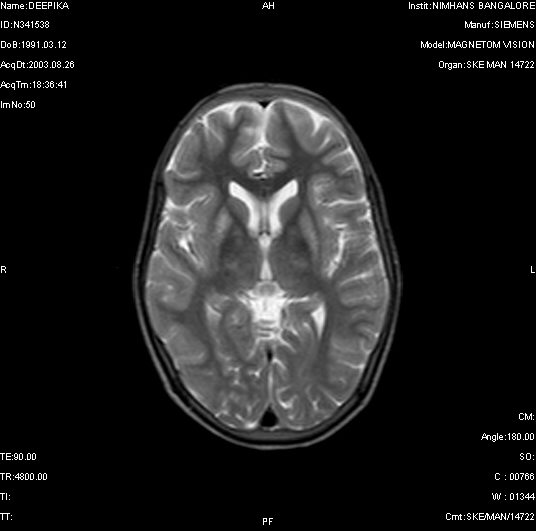 Name:DEEPIKA
ID:N341538
DoB:1991.03.12
AcqDt:2003.08.26
AcqTm:18:36:41
ImNo:50
AH
Instit:NIMHANS BANGALORE
Manuf:SIEMENS
Model:MAGNETOM VISION
Organ:SKE MAN 14722
R
L
TE:90.00
TR:4800.00
TI:
TT:
PF
CM:
Angle:180.00
SO:
C : 00766
W : 01344
Cmt:SKE/MAN/14722